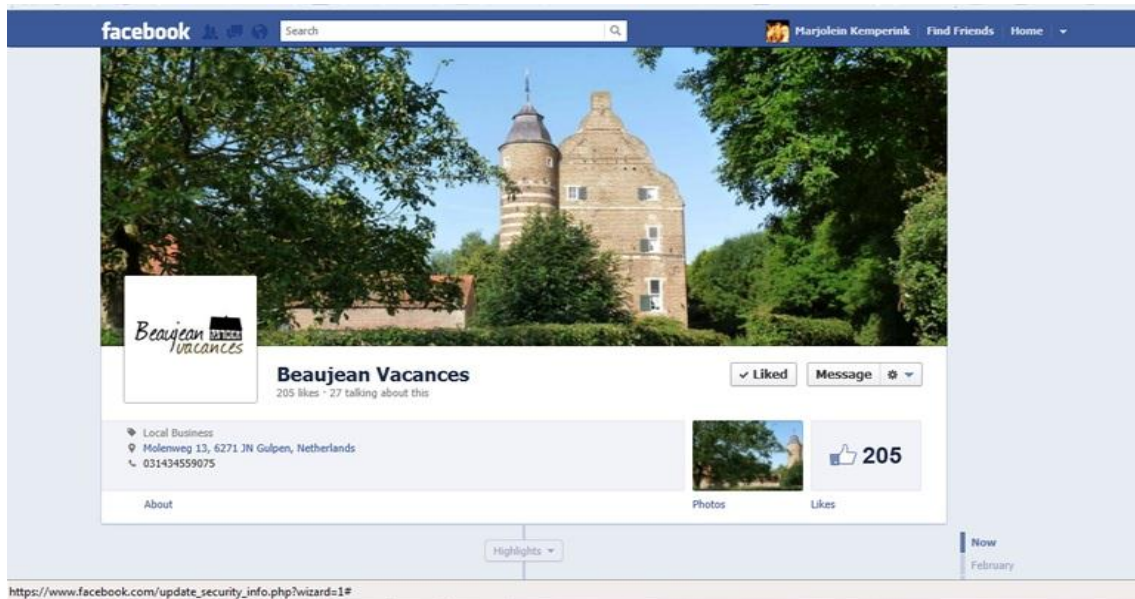 facebook
Search
Marjolein Kemperink Find Friends Home
Beaujean
vacances
Beaujean Vacances
205 likes · 27 talking about this
Liked
Message
Local Business
Molenweg 13, 6271 JN Gulpen, Netherlands
031434559075
205
About
Photos
Likes
Highlights
Now
February
https://www.facebook.com/update_security_info.php?wizard=1#